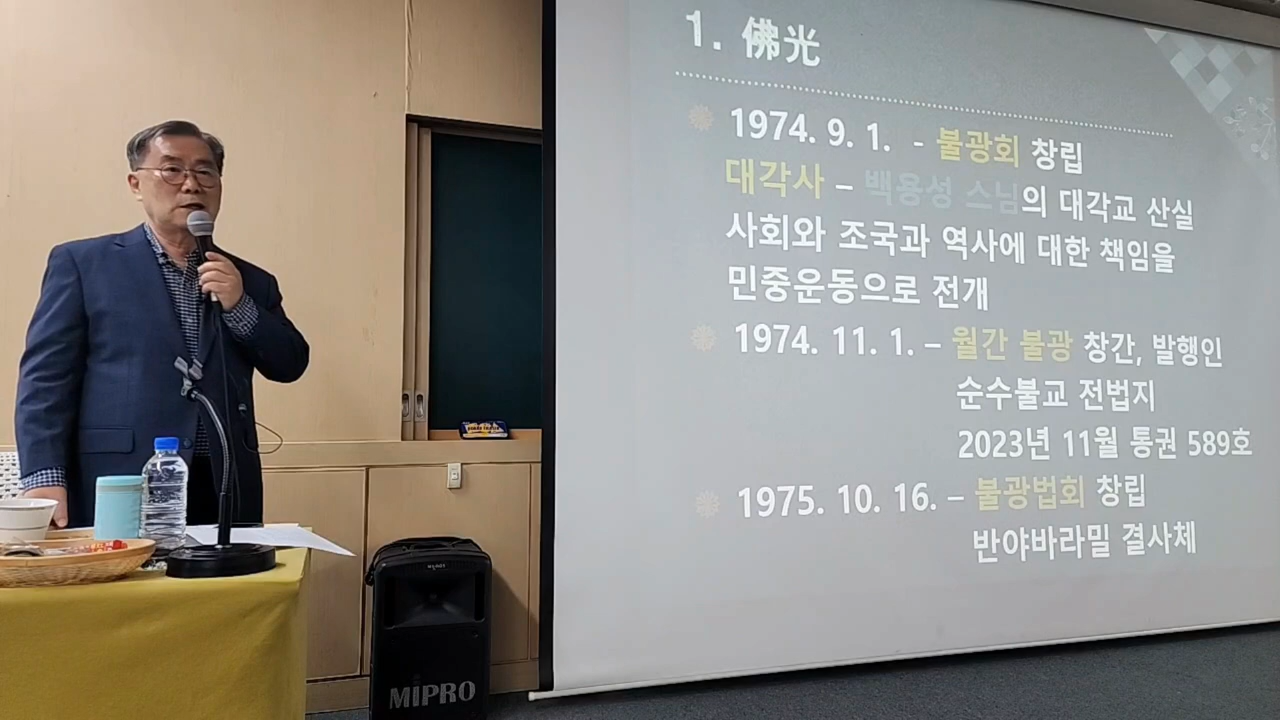 1. 佛光
1974. 9. 1. - 불광회 창립
대각사 – 백용성 스님의 대각교 산실
사회와 조국과 역사에 대한 책임을
민중운동으로 전개
1974. 11. 1. – 월간 불광 창간, 발행인
순수불교 전법지
2023년 11월 통권 589호
1975. 10. 16. – 불광법회 창립
반야바라밀 결사체
MIPRO